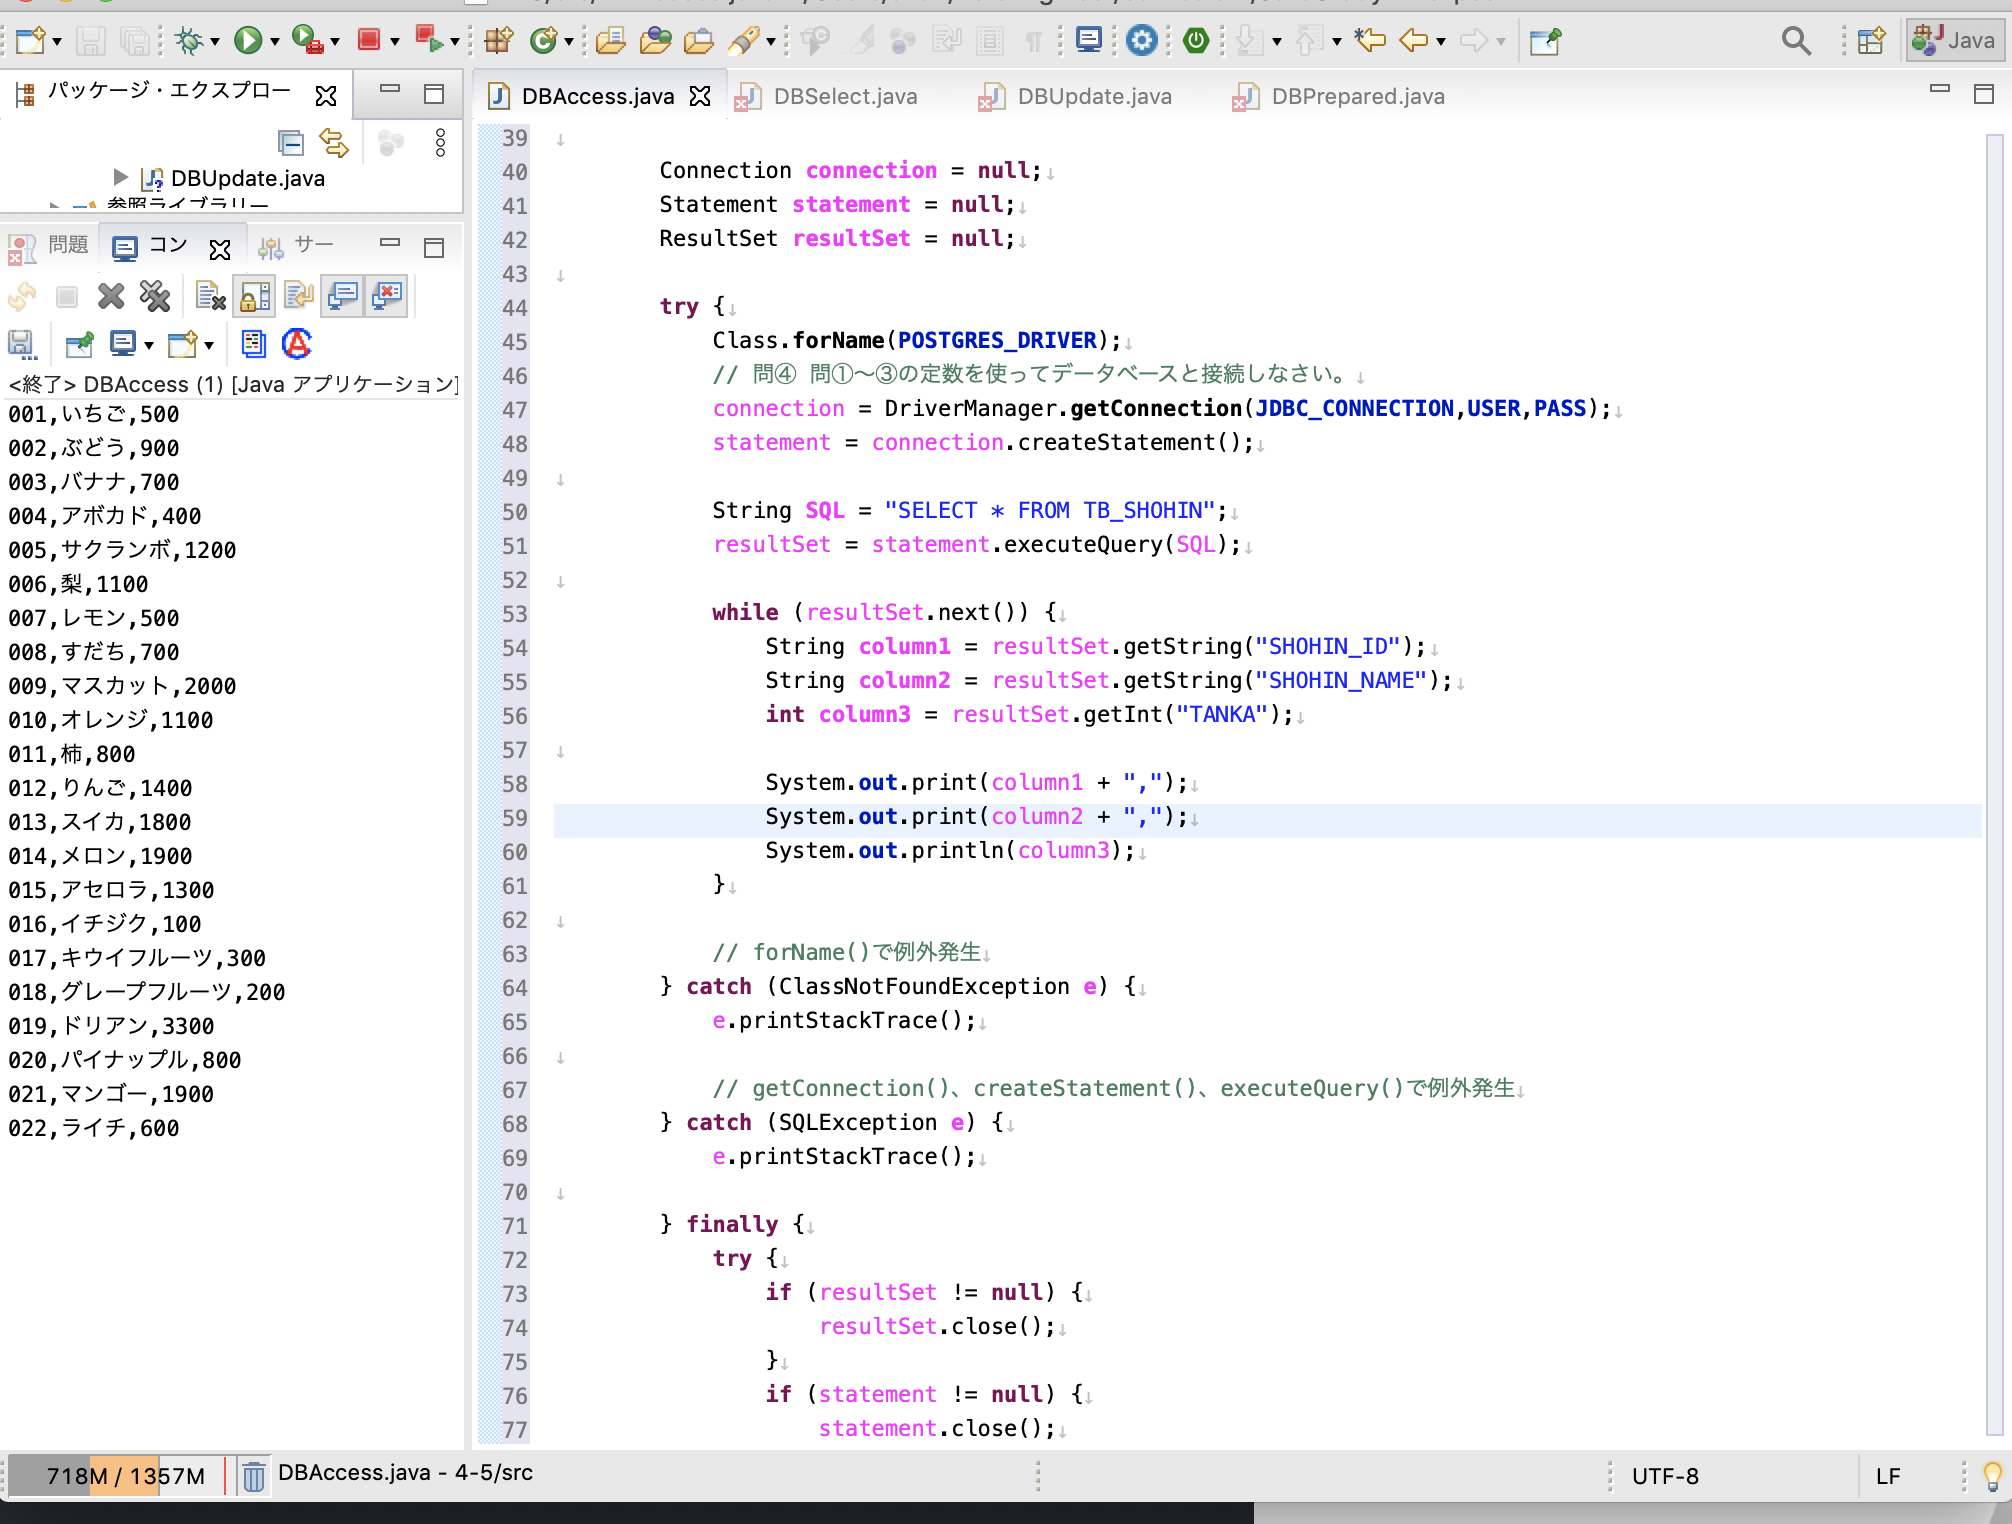 Java
パッケージ・エクスプロー
DBUpdate.java
参照ライブラリー
問題
コン
サー
<終了> DBAccess (1) [Java アプリケーション]
001,いちご,500
002,ぶどう,900
003,バナナ,700
004,アボカド,400
005,サクランボ,1200
006,梨,1100
007,レモン,500
008,すだち,700
009,マスカット,2000
010,オレンジ,1100
011,柿,800
012,りんご,1400
013,スイカ,1800
014,メロン,1900
015,アセロラ,1300
016,イチジク,100
017,キウイフルーツ,300
018,グレープフルーツ,200
019,ドリアン,3300
020,パイナップル,800
021,マンゴー,1900
022,ライチ,600
DBAccess.java DBSelect.java DBUpdate.java DBPrepared.java
39 ↓
40 Connection connection = null;↓
41 Statement statement = null;↓
42 ResultSet resultSet = null;↓
43 ↓
44 try {↓
45 Class.forName(POSTGRES_DRIVER);↓
46 // 問④ 問①〜③の定数を使ってデータベースと接続しなさい。↓
47 connection = DriverManager.getConnection(JDBC_CONNECTION,USER,PASS);↓
48 statement = connection.createStatement();↓
49 ↓
50 String SQL = "SELECT * FROM TB_SHOHIN";↓
51 resultSet = statement.executeQuery(SQL);↓
52 ↓
53 while (resultSet.next()) {↓
54 String column1 = resultSet.getString("SHOHIN_ID");↓
55 String column2 = resultSet.getString("SHOHIN_NAME");↓
56 int column3 = resultSet.getInt("TANKA");↓
57 ↓
58 System.out.print(column1 + ",");↓
59 System.out.print(column2 + ",");↓
60 System.out.println(column3);↓
61 }↓
62 ↓
63 // forName()で例外発生↓
64 } catch (ClassNotFoundException e) {↓
65 e.printStackTrace();↓
66 ↓
67 // getConnection()、createStatement()、executeQuery()で例外発生↓
68 } catch (SQLException e) {↓
69 e.printStackTrace();↓
70 ↓
71 } finally {↓
72 try {↓
73 if (resultSet != null) {↓
74 resultSet.close();↓
75 }↓
76 if (statement != null) {↓
77 statement.close();↓
718M / 1357M
DBAccess.java - 4-5/src
UTF-8
LF